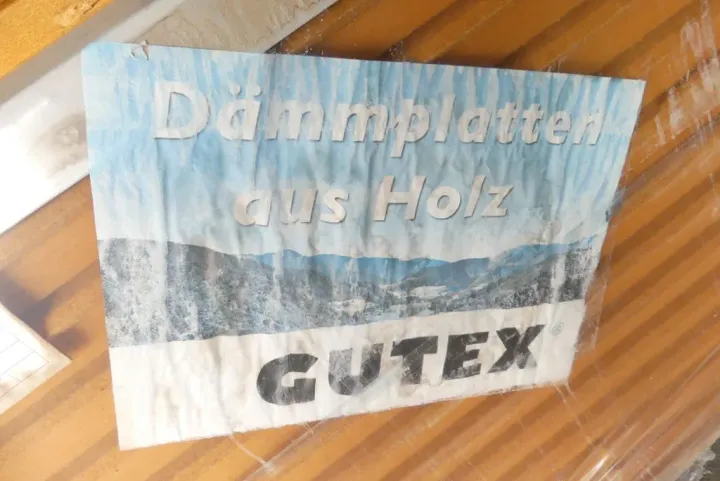 Dämmplatten
aus Holz
GUTEX®